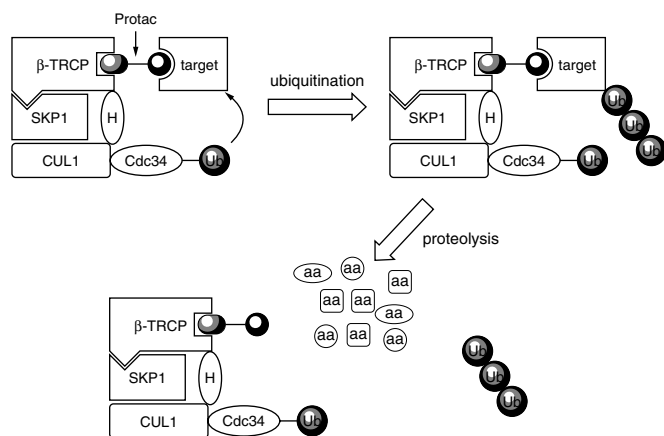 Protac
β-TRCP
target
SKP1
H
CUL1
Cdc34
Ub
ubiquitination
β-TRCP
target
SKP1
H
CUL1
Cdc34
Ub
Ub
Ub
Ub
proteolysis
aa
aa
aa
aa
aa
aa
aa
aa
aa
β-TRCP
SKP1
H
CUL1
Cdc34
Ub
Ub
Ub
Ub